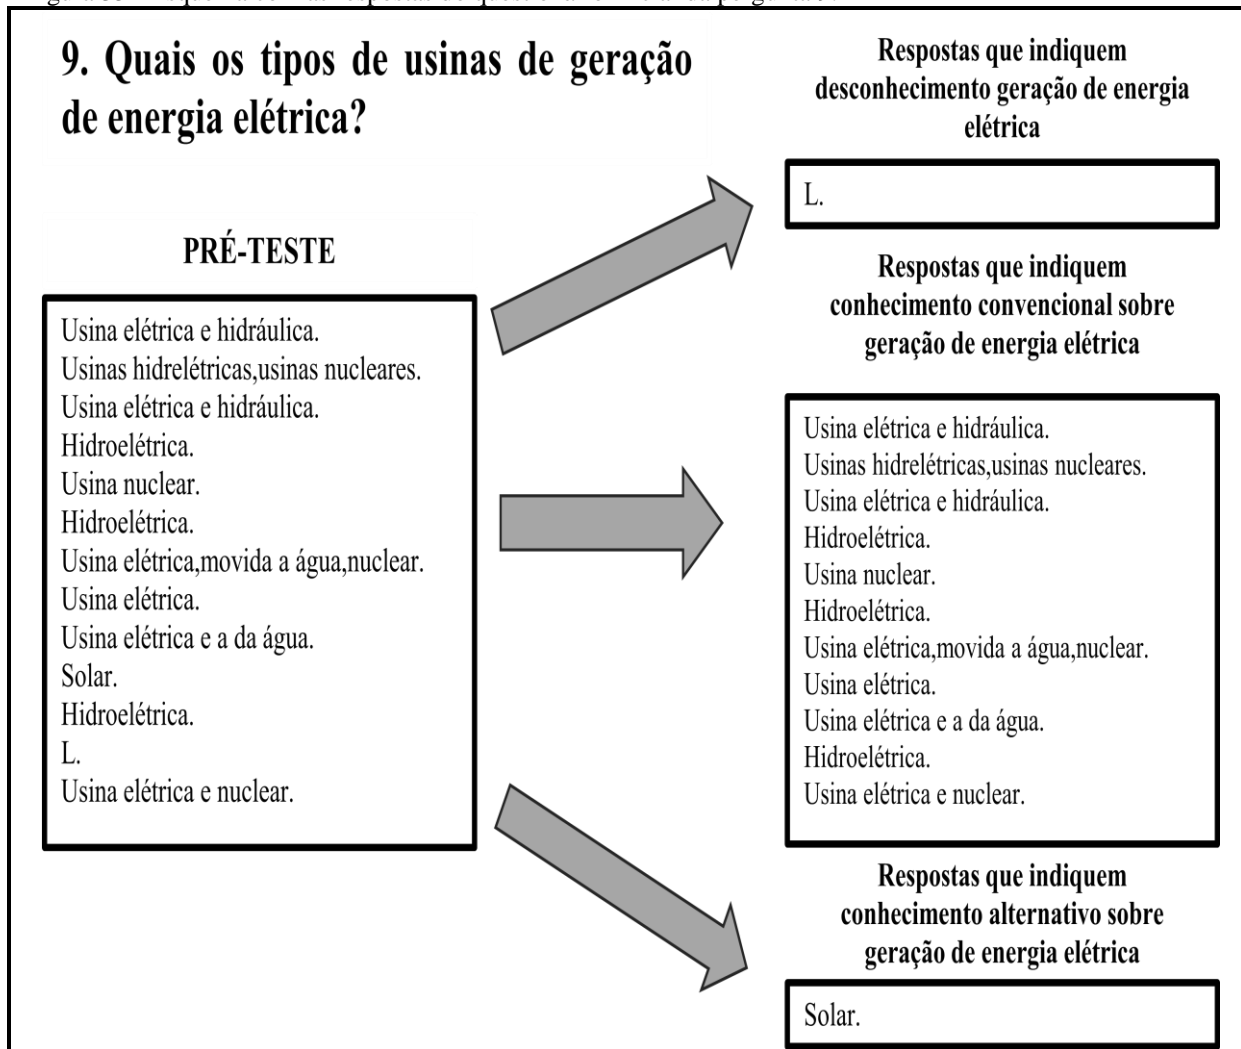 9. Quais os tipos de usinas de geração
de energia elétrica?
PRÉ-TESTE
Usina elétrica e hidráulica.
Usinas hidrelétricas,usinas nucleares.
Usina elétrica e hidráulica.
Hidroelétrica.
Usina nuclear.
Hidroelétrica.
Usina elétrica,movida a água,nuclear.
Usina elétrica.
Usina elétrica e a da água.
Solar.
Hidroelétrica.
L.
Usina elétrica e nuclear.
Respostas que indiquem
desconhecimento geração de energia
elétrica
L.
Respostas que indiquem
conhecimento convencional sobre
geração de energia elétrica
Usina elétrica e hidráulica.
Usinas hidrelétricas,usinas nucleares.
Usina elétrica e hidráulica.
Hidroelétrica.
Usina nuclear.
Hidroelétrica.
Usina elétrica,movida a água,nuclear.
Usina elétrica.
Usina elétrica e a da água.
Hidroelétrica.
Usina elétrica e nuclear.
Respostas que indiquem
conhecimento alternativo sobre
geração de energia elétrica
Solar.